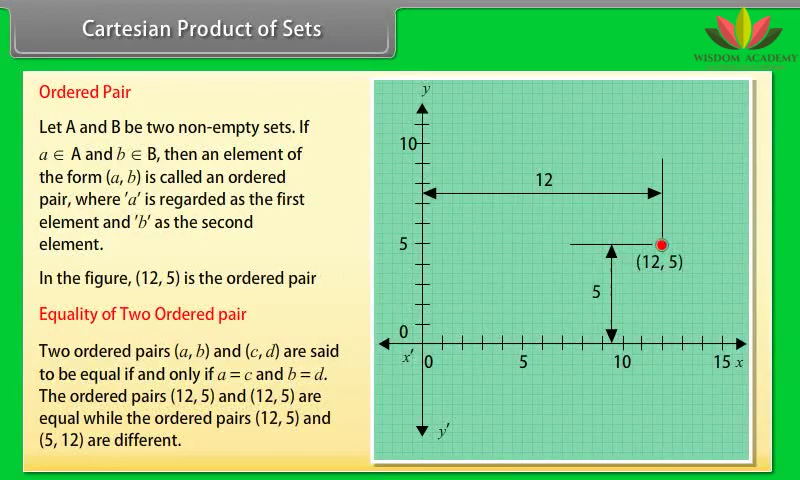 Cartesian Product of Sets
WISDOM ACADEMY
Ordered Pair
Let A and B be two non-empty sets. If
a ∈ A and b ∈ B, then an element of
the form (a, b) is called an ordered
pair, where 'a' is regarded as the first
element and 'b' as the second
element.
In the figure, (12, 5) is the ordered pair
Equality of Two Ordered pair
Two ordered pairs (a, b) and (c, d) are said
to be equal if and only if a = c and b = d.
The ordered pairs (12, 5) and (12, 5) are
equal while the ordered pairs (12, 5) and
(5, 12) are different.
y
10
12
5
(12, 5)
5
0
x′ 0 5 10 15 x
y′